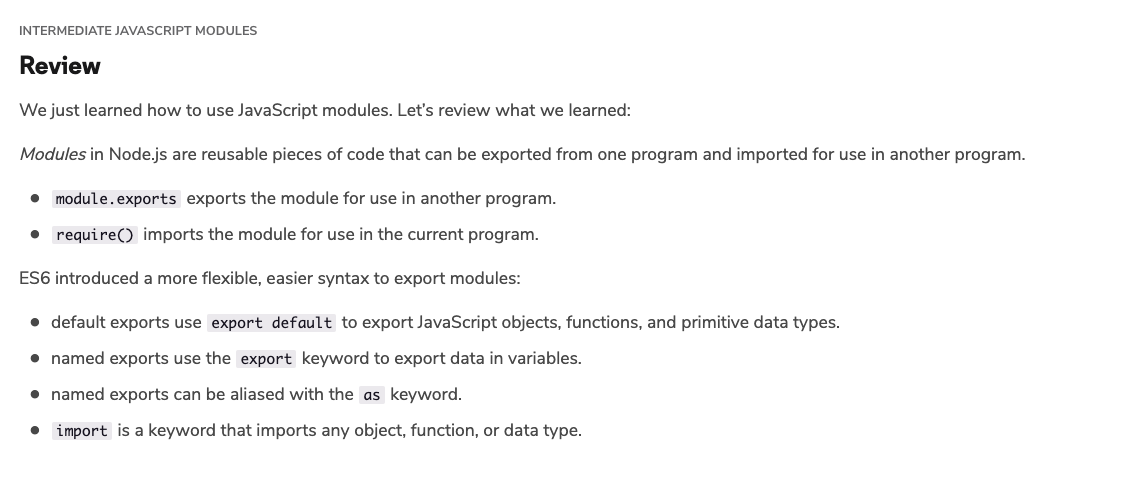 INTERMEDIATE JAVASCRIPT MODULES
Review
We just learned how to use JavaScript modules. Let’s review what we learned:
Modules in Node.js are reusable pieces of code that can be exported from one program and imported for use in another program.
● module.exports exports the module for use in another program.
● require() imports the module for use in the current program.
ES6 introduced a more flexible, easier syntax to export modules:
● default exports use export default to export JavaScript objects, functions, and primitive data types.
● named exports use the export keyword to export data in variables.
● named exports can be aliased with the as keyword.
● import is a keyword that imports any object, function, or data type.